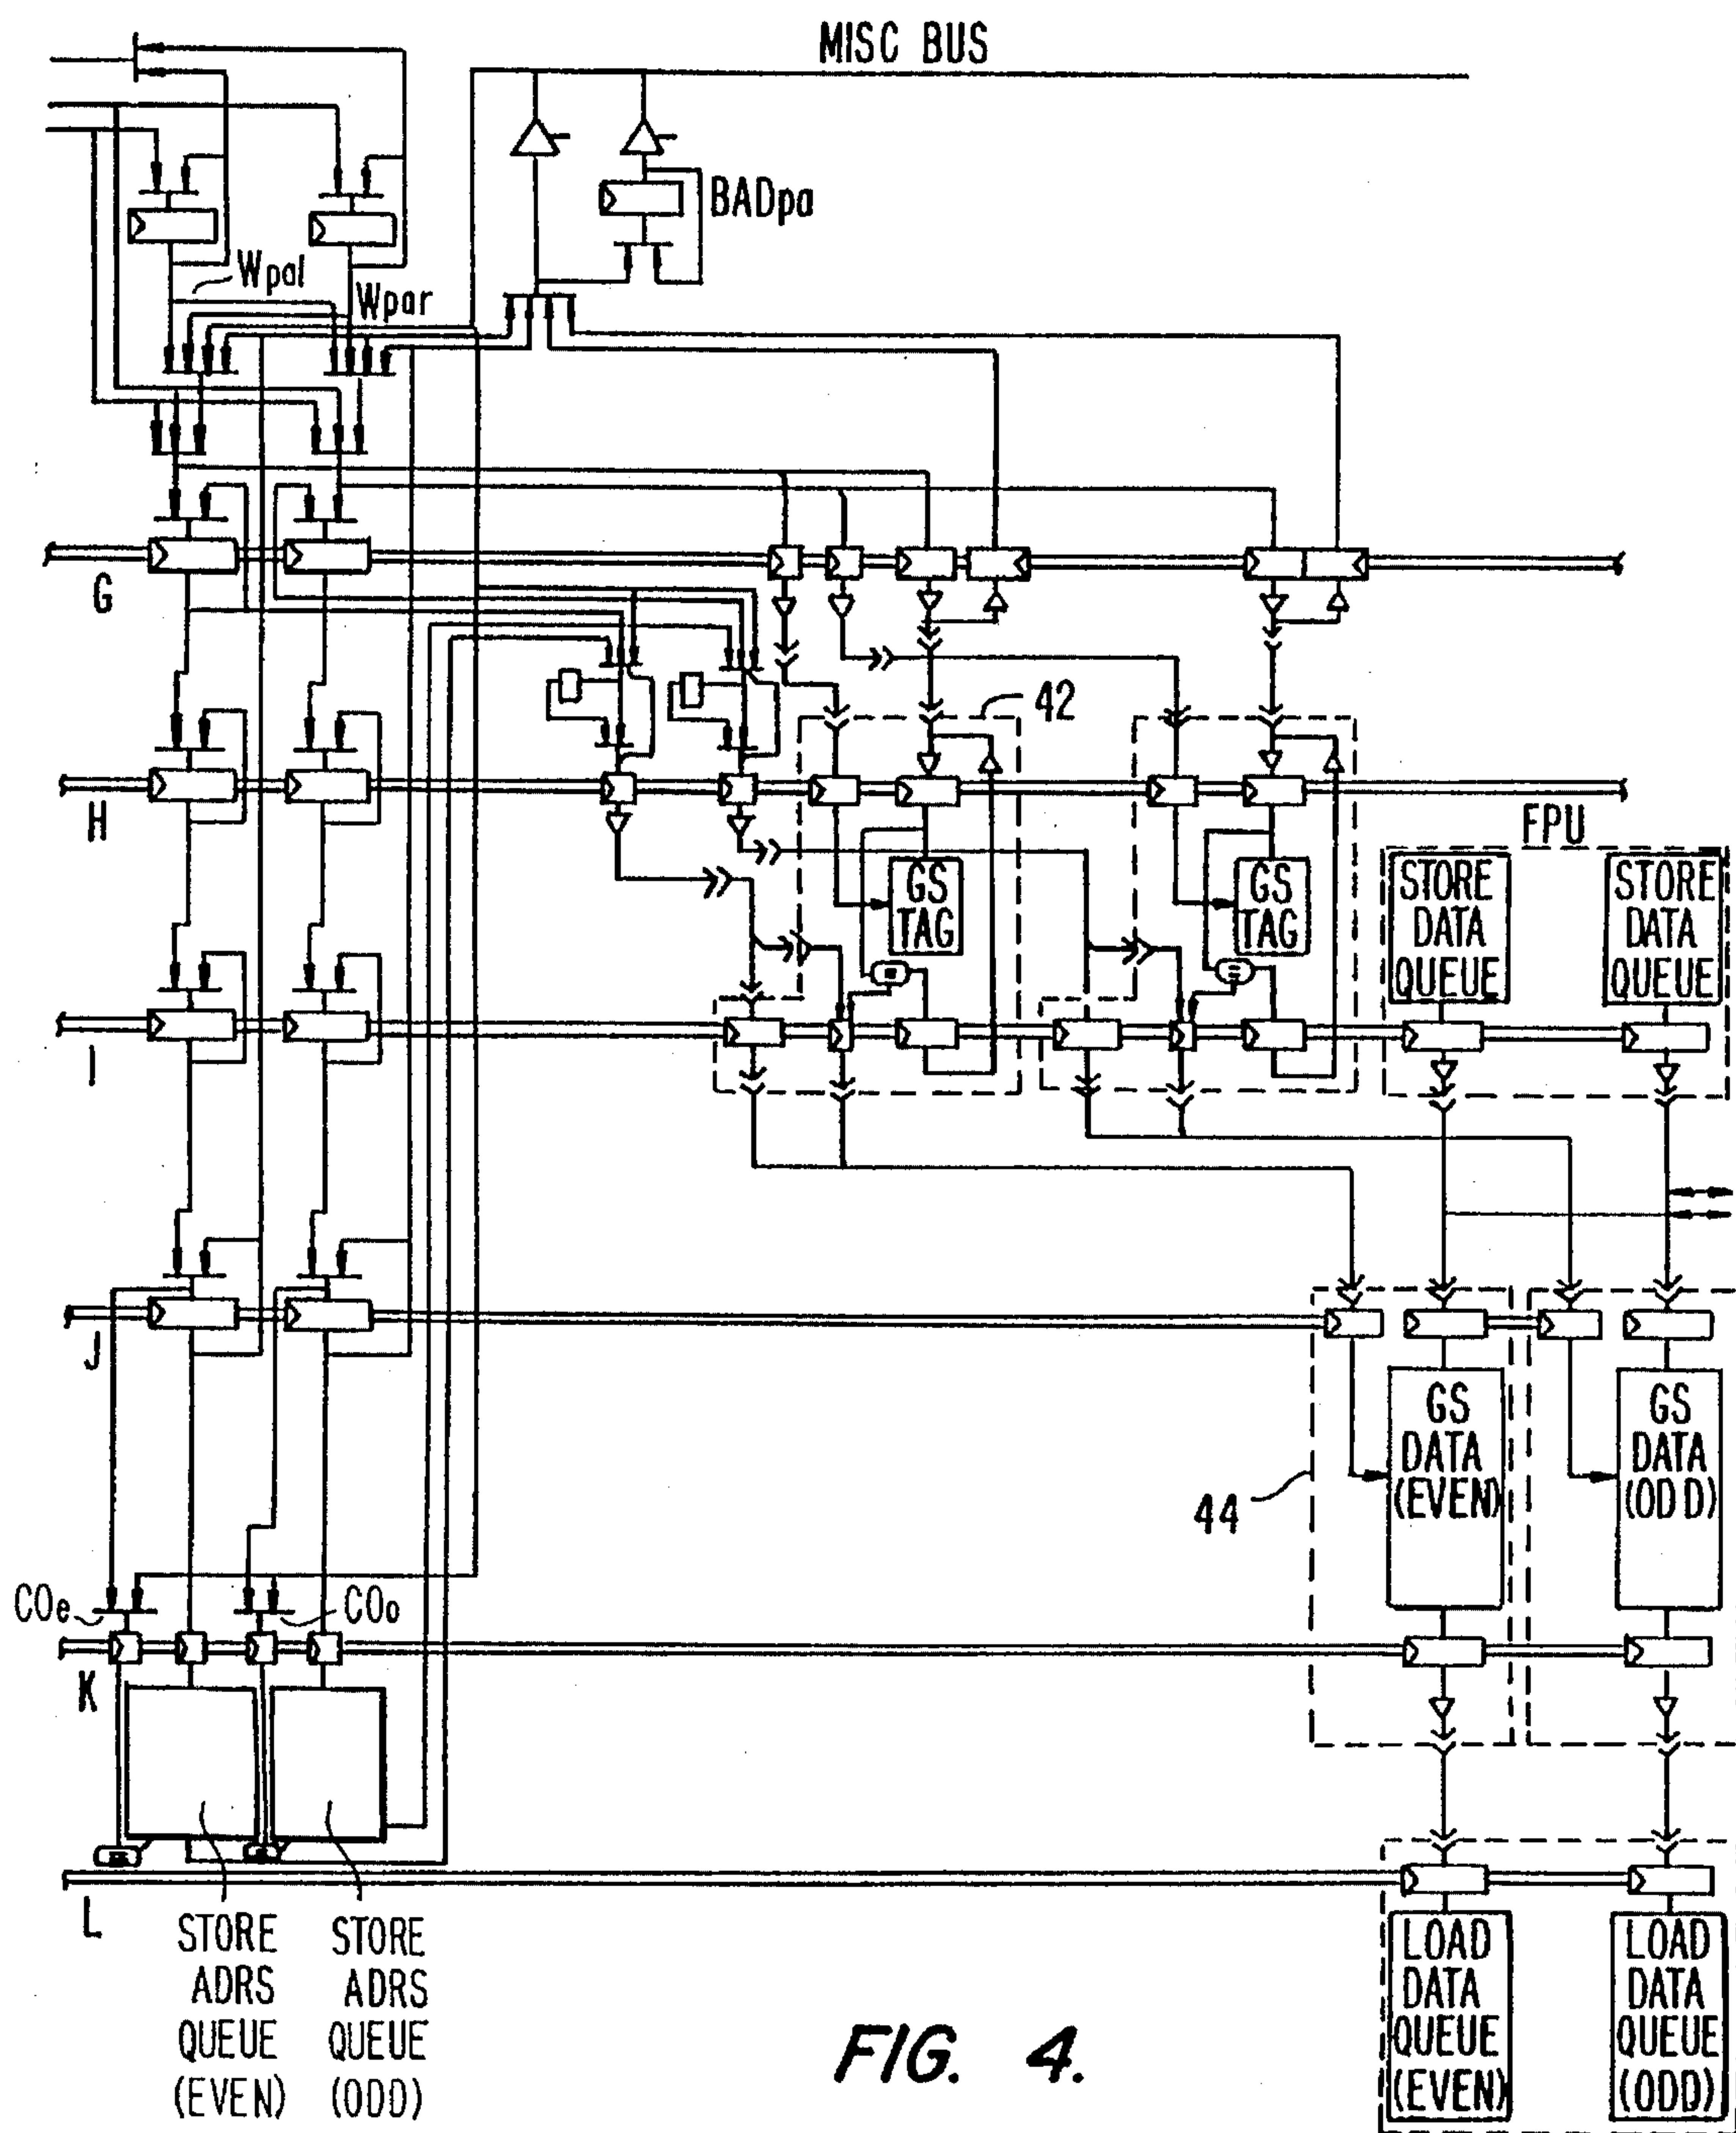 MISC BUS
BADpa
Wpal
Wpar
G
42
H
FPU
GS
TAG
GS
TAG
STORE
DATA
QUEUE
STORE
DATA
QUEUE
=
=
I
J
GS
DATA
(EVEN)
GS
DATA
(ODD)
44
COe
COo
K
=
=
L
STORE
ADRS
QUEUE
(EVEN)
STORE
ADRS
QUEUE
(ODD)
LOAD
DATA
QUEUE
(EVEN)
LOAD
DATA
QUEUE
(ODD)
FIG. 4.